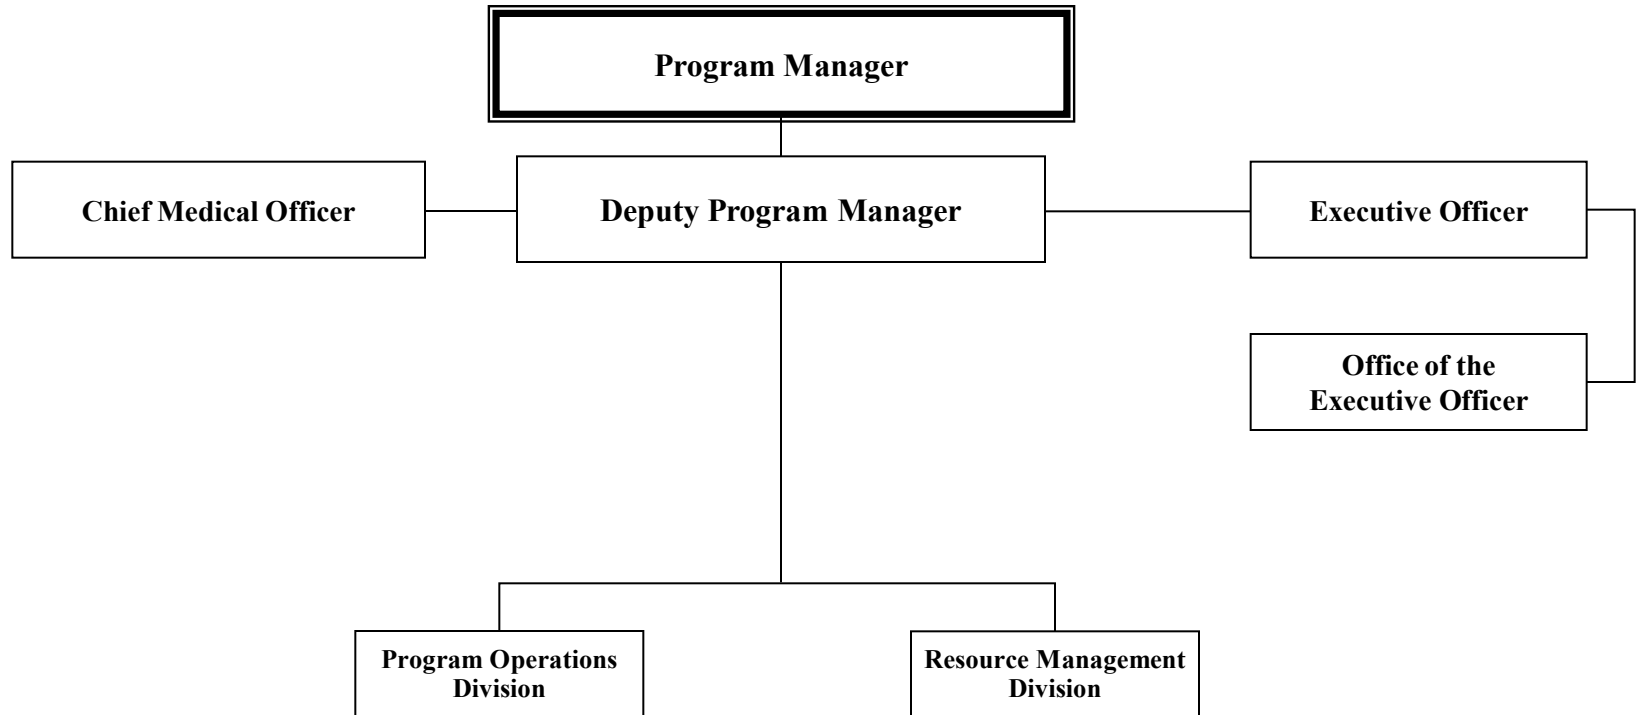 Program Manager
Chief Medical Officer
Deputy Program Manager
Executive Officer
Office of the
Executive Officer
Program Operations
Division
Resource Management
Division